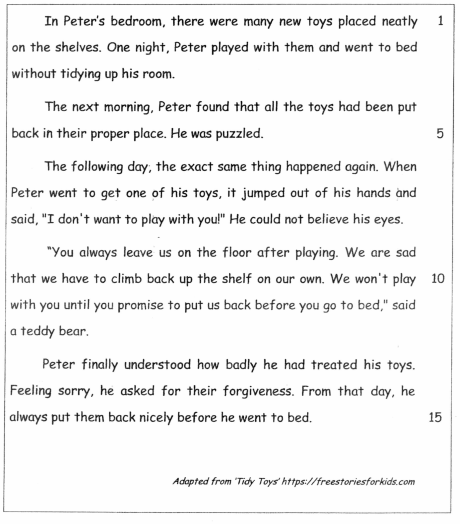 In Peter's bedroom, there were many new toys placed neatly 1
on the shelves. One night, Peter played with them and went to bed
without tidying up his room.
The next morning, Peter found that all the toys had been put
back in their proper place. He was puzzled. 5
The following day, the exact same thing happened again. When
Peter went to get one of his toys, it jumped out of his hands and
said, "I don't want to play with you!" He could not believe his eyes.
"You always leave us on the floor after playing. We are sad
that we have to climb back up the shelf on our own. We won't play 10
with you until you promise to put us back before you go to bed," said
a teddy bear.
Peter finally understood how badly he had treated his toys.
Feeling sorry, he asked for their forgiveness. From that day, he
always put them back nicely before he went to bed. 15
Adapted from 'Tidy Toys' https://freestoriesforkids.com